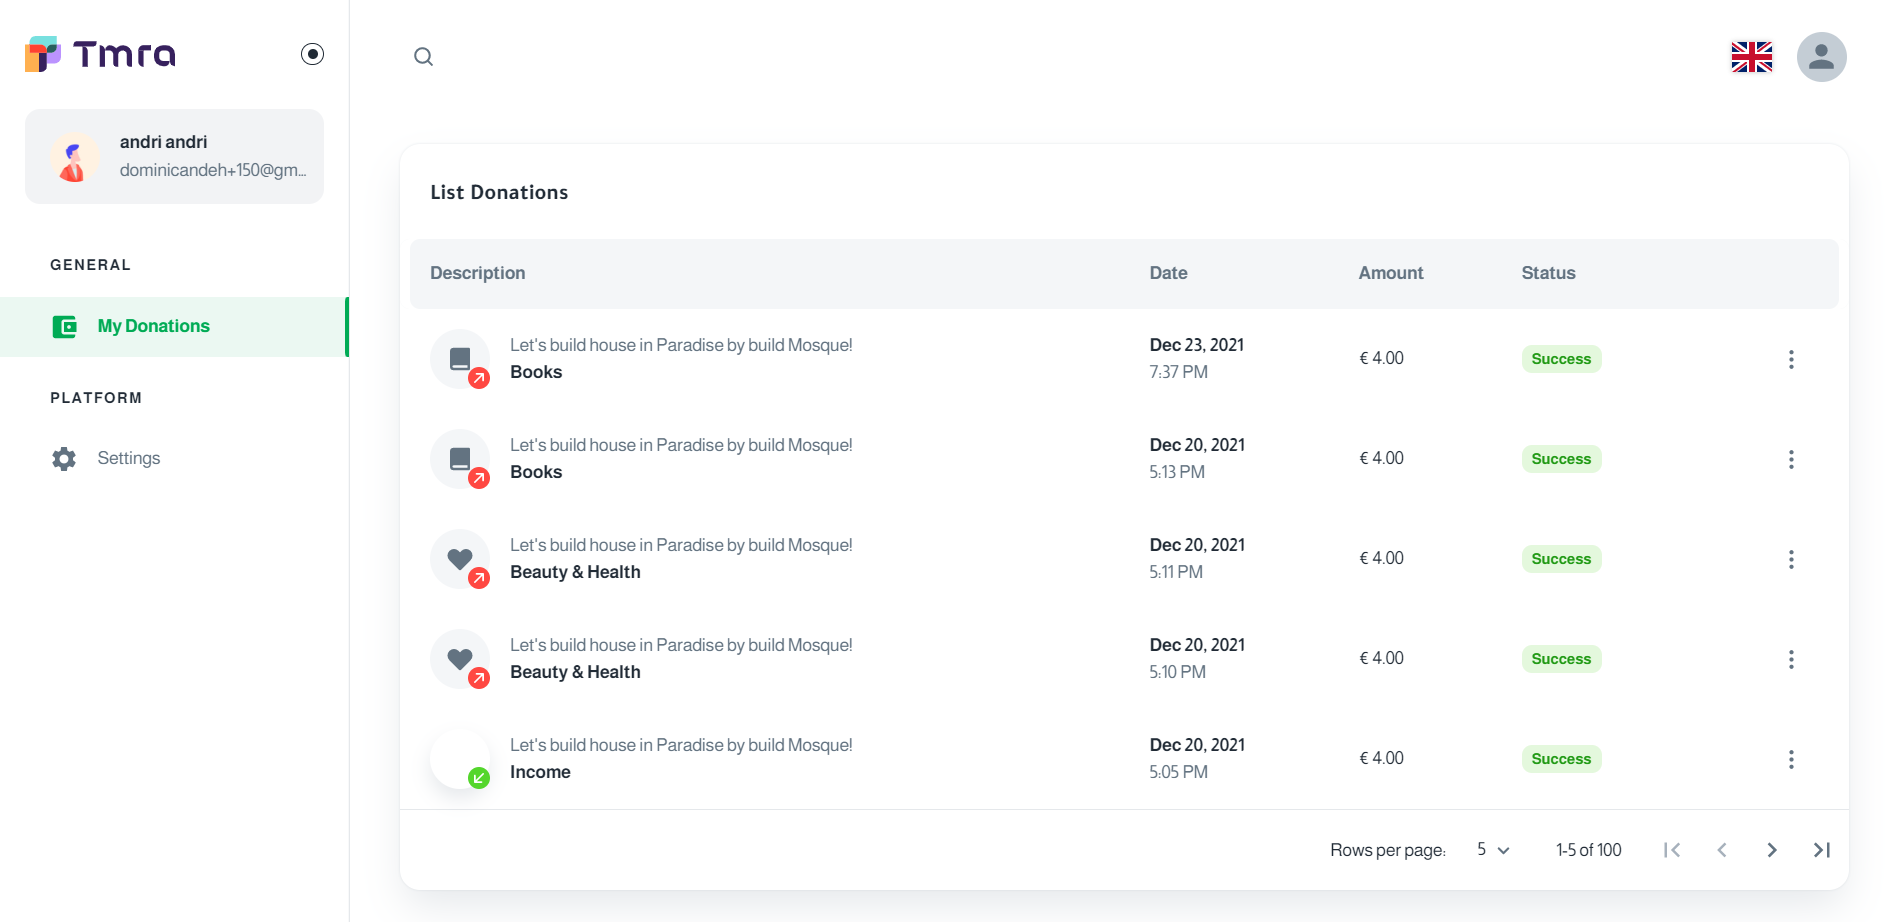 Tmra
andri andri
dominicandeh+150@gm...
GENERAL
My Donations
PLATFORM
Settings
List Donations
Description Date Amount Status
Let's build house in Paradise by build Mosque!
Books
Dec 23, 2021
7:37 PM
€ 4.00
Success
Let's build house in Paradise by build Mosque!
Books
Dec 20, 2021
5:13 PM
€ 4.00
Success
Let's build house in Paradise by build Mosque!
Beauty & Health
Dec 20, 2021
5:11 PM
€ 4.00
Success
Let's build house in Paradise by build Mosque!
Beauty & Health
Dec 20, 2021
5:10 PM
€ 4.00
Success
Let's build house in Paradise by build Mosque!
Income
Dec 20, 2021
5:05 PM
€ 4.00
Success
Rows per page: 5 1-5 of 100